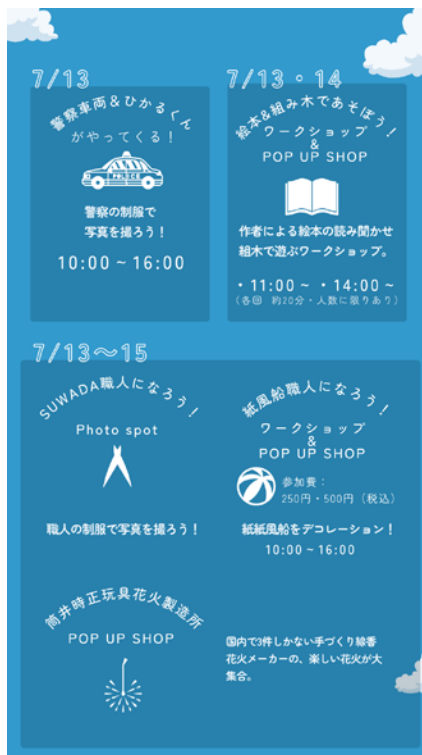 7/13
警察車両&ひかるくん
がやってくる！
POLICE
警察の制服で
写真を撮ろう！
10:00 ~ 16:00
7/13・14
絵本&組み木であそぼう！
ワークショップ
&
POP UP SHOP
作者による絵本の読み聞かせ
組木で遊ぶワークショップ。
・11:00 ~ ・14:00 ~
（各回 約20分・人数に限りあり）
7/13〜15
SUWADA職人になろう！
Photo spot
職人の制服で写真を撮ろう！
紙風船職人になろう！
ワークショップ
&
POP UP SHOP
参加費：
250円・500円（税込）
紙紙風船をデコレーション！
10:00 ~ 16:00
筒井時正玩具花火製造所
POP UP SHOP
国内で3件しかない手づくり線香
花火メーカーの、楽しい花火が大
集合。